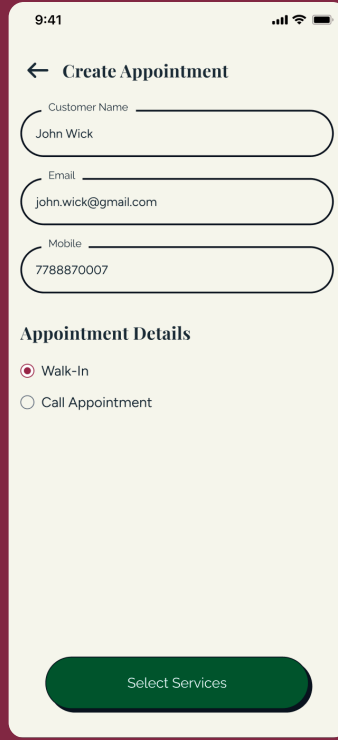 9:41
Create Appointment
Customer Name
John Wick
Email
john.wick@gmail.com
Mobile
7788870007
Appointment Details
Walk-In
Call Appointment
Select Services